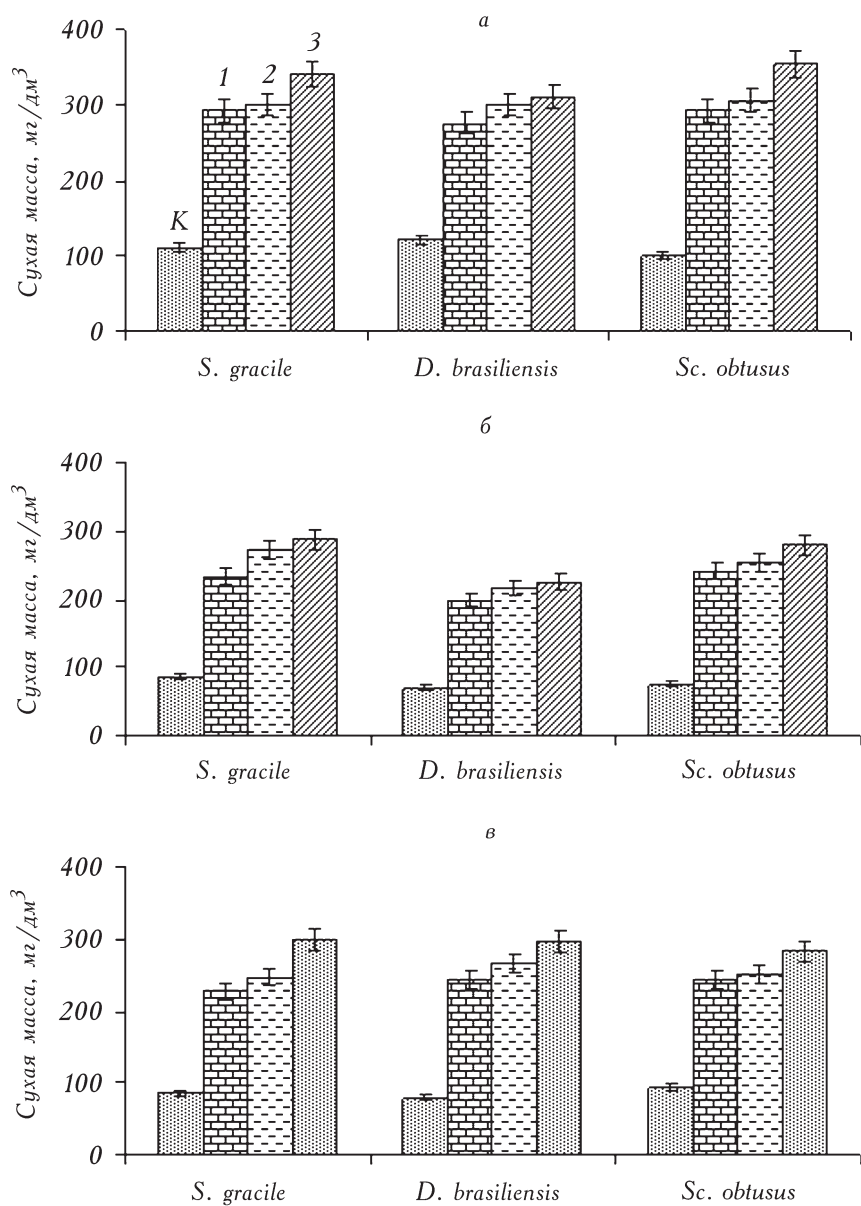 а
Сухая масса, мг/дм³
400
300
200
100
0
К
1
2
3
S. gracile
D. brasiliensis
Sc. obtusus
б
Сухая масса, мг/дм³
400
300
200
100
0
S. gracile
D. brasiliensis
Sc. obtusus
в
Сухая масса, мг/дм³
400
300
200
100
0
S. gracile
D. brasiliensis
Sc. obtusus